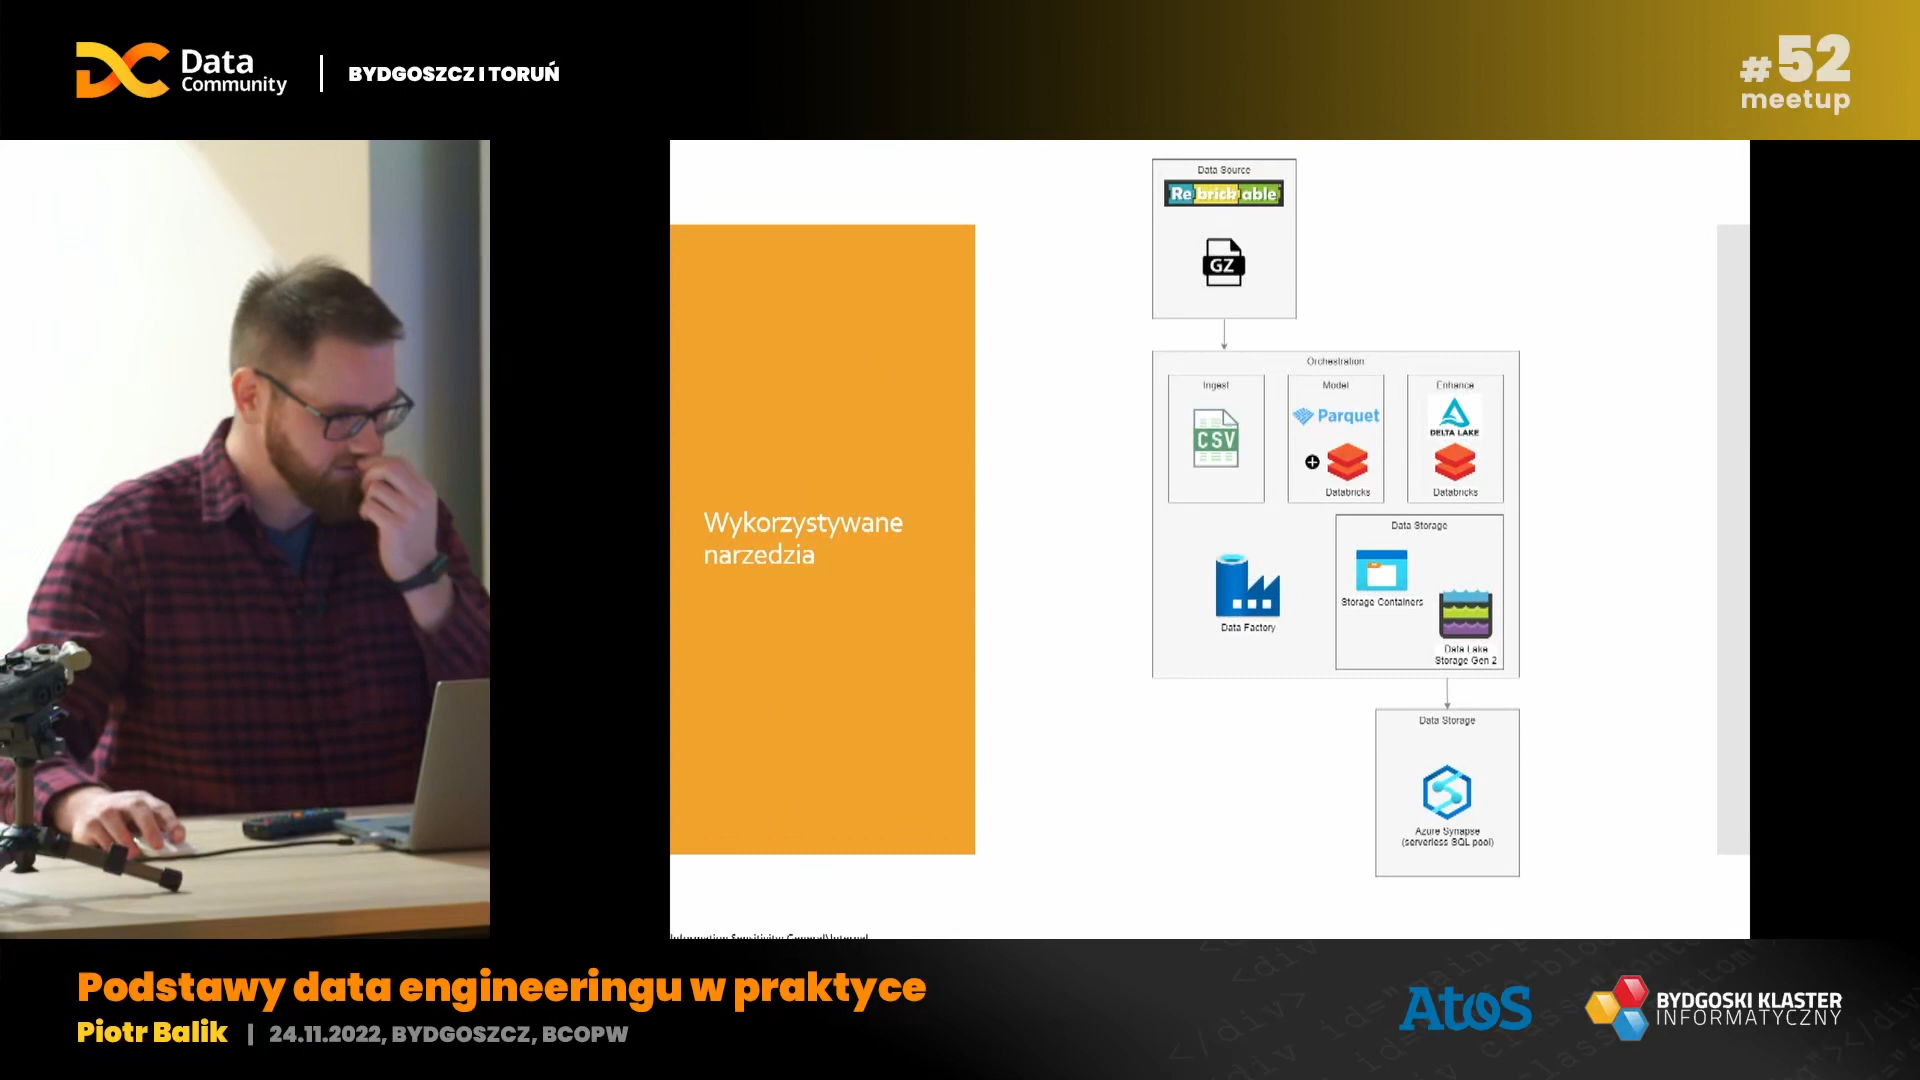 Data
Community
BYDGOSZCZ I TORUŃ
#52
meetup
Data Source
Rebrickable
GZ
Orchestration
Ingest
CSV
Model
Parquet
Databricks
Enhance
DELTA LAKE
Databricks
Data Factory
Data Storage
Storage Containers
Data Lake
Storage Gen 2
Data Storage
Azure Synapse
(serverless SQL pool)
Wykorzystywane
narzedzia
Podstawy data engineeringu w praktyce
Piotr Balik | 24.11.2022, BYDGOSZCZ, BCOPW
Atos
BYDGOSKI KLASTER
INFORMATYCZNY